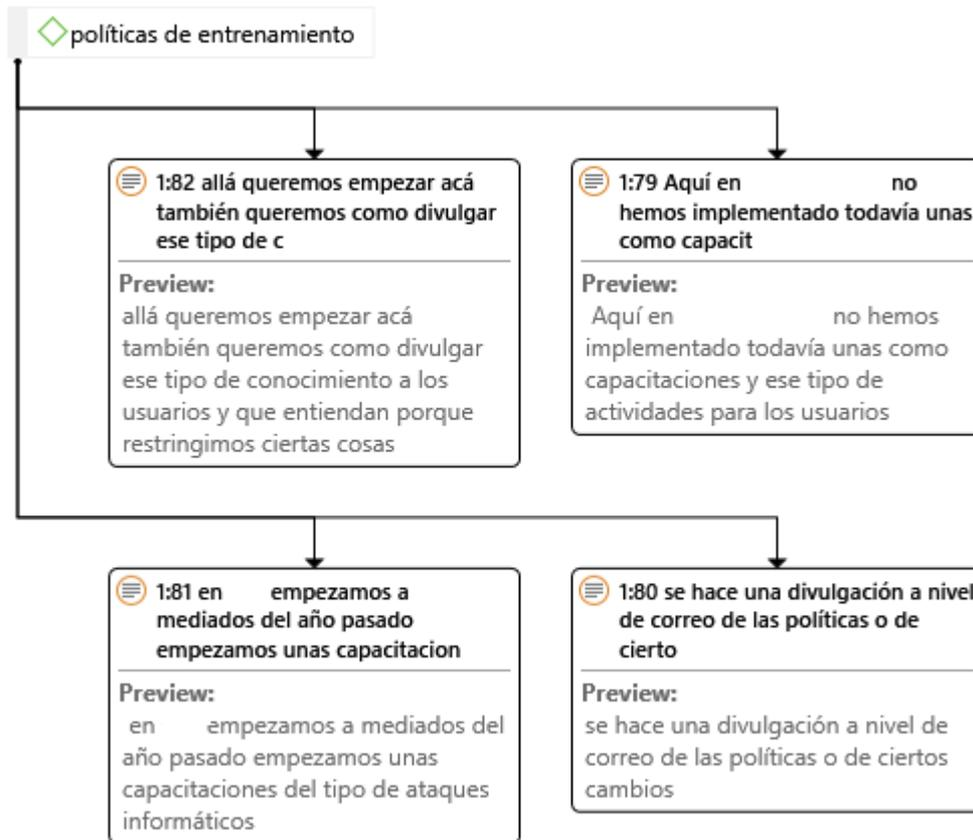 políticas de entrenamiento
1:82 allá queremos empezar acá
también queremos como divulgar
ese tipo de c
Preview:
allá queremos empezar acá
también queremos como divulgar
ese tipo de conocimiento a los
usuarios y que entiendan porque
restringimos ciertas cosas
1:79 Aquí en no
hemos implementado todavía unas
como capacit
Preview:
Aquí en no hemos
implementado todavía unas como
capacitaciones y ese tipo de
actividades para los usuarios
1:81 en empezamos a
mediados del año pasado
empezamos unas capacitacion
Preview:
en empezamos a mediados del
año pasado empezamos unas
capacitaciones del tipo de ataques
informáticos
1:80 se hace una divulgación a nivel
de correo de las políticas o de
cierto
Preview:
se hace una divulgación a nivel de
correo de las políticas o de ciertos
cambios